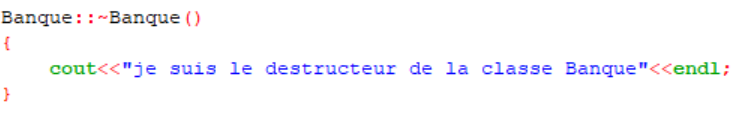 Banque::~Banque()
{
cout<<"je suis le destructeur de la classe Banque"<<endl;
}